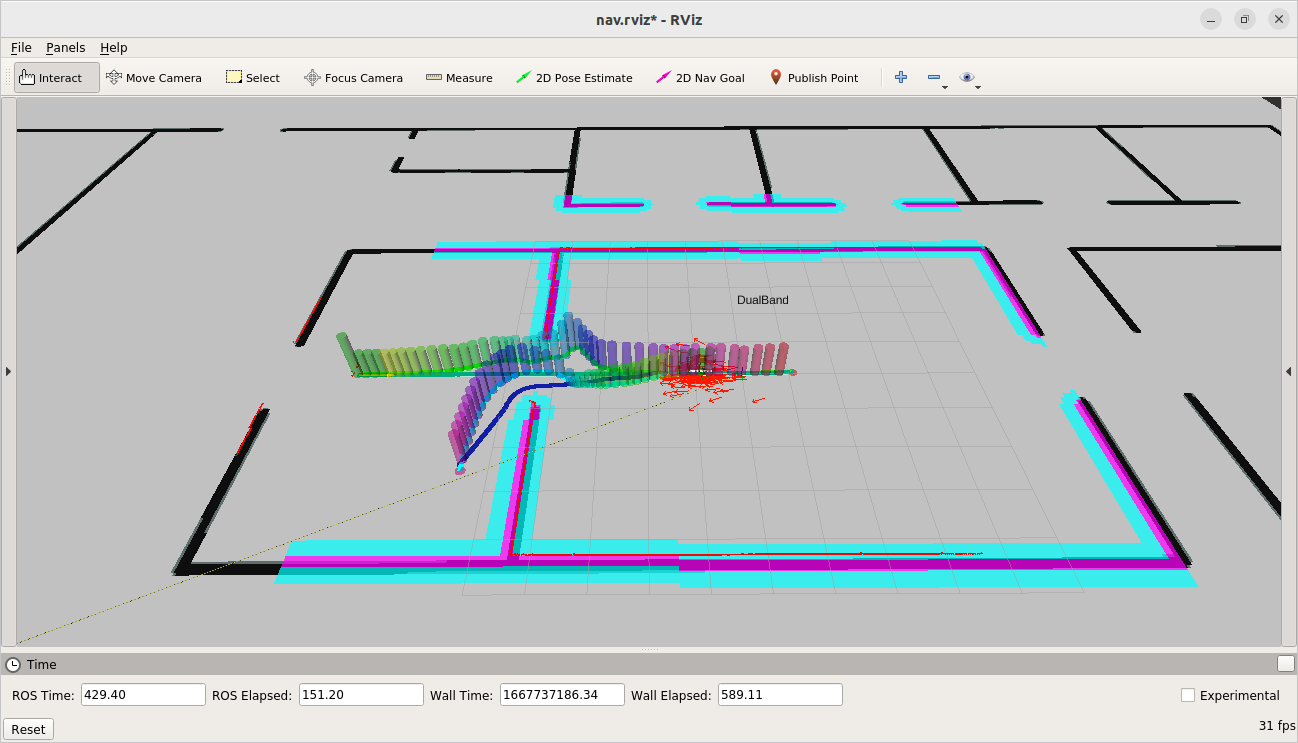 nav.rviz* - RViz
File Panels Help
Interact Move Camera Select Focus Camera Measure 2D Pose Estimate 2D Nav Goal Publish Point
DualBand
Time
ROS Time: 429.40 ROS Elapsed: 151.20 Wall Time: 1667737186.34 Wall Elapsed: 589.11 Experimental
Reset 31 fps